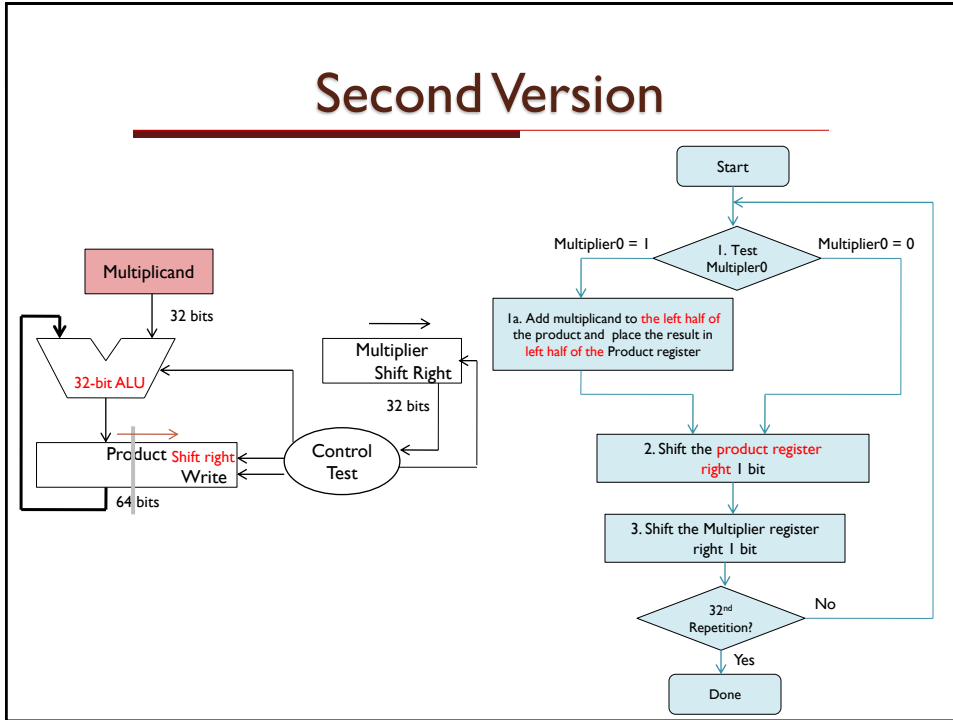 Second Version
Multiplicand
32 bits
32-bit ALU
Product Shift right
Write
64 bits
Multiplier
Shift Right
32 bits
Control
Test
Start
Multiplier0 = 1
1. Test
Multipler0
Multiplier0 = 0
1a. Add multiplicand to the left half of
the product and place the result in
left half of the Product register
2. Shift the product register
right 1 bit
3. Shift the Multiplier register
right 1 bit
32nd
Repetition?
No
Yes
Done